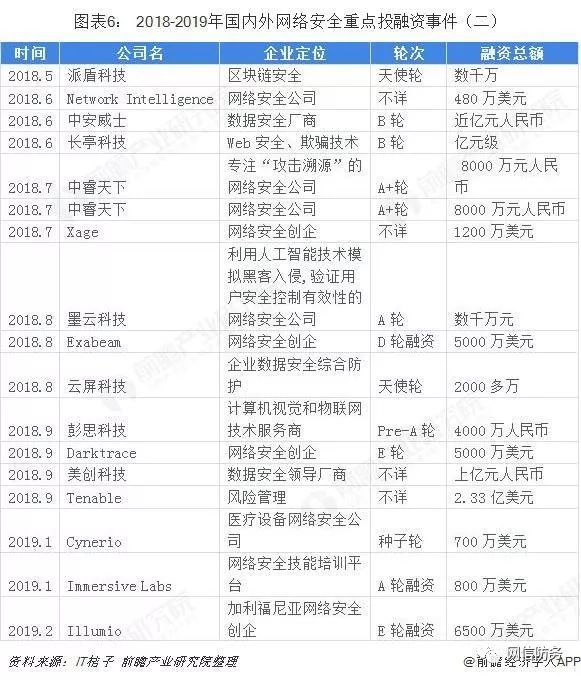 图表6： 2018-2019年国内外网络安全重点投融资事件（二）
时间 公司名 企业定位 轮次 融资总额
2018.5 派盾科技 区块链安全 天使轮 数千万
2018.6 Network Intelligence 网络安全公司 不详 480 万美元
2018.6 中安威士 数据安全厂商 B 轮 近亿元人民币
2018.6 长亭科技 Web 安全、欺骗技术 B 轮 亿元级
专注“攻击溯源”的 8000 万元人民
2018.7 中睿天下 网络安全公司 A+轮 币
2018.7 中睿天下 网络安全公司 A+轮 8000 万元人民币
2018.7 Xage 网络安全创企 不详 1200 万美元
利用人工智能技术模
拟黑客入侵,验证用
户安全控制有效性的
2018.8 墨云科技 网络安全公司 A 轮 数千万元
2018.8 Exabeam 网络安全创企 D 轮融资 5000 万美元
企业数据安全综合防
2018.8 云屏科技 护 天使轮 2000 多万
计算机视觉和物联网
2018.9 彭思科技 技术服务商 Pre-A 轮 4000 万人民币
2018.9 Darktrace 网络安全创企 E 轮 5000 万美元
2018.9 美创科技 数据安全领导厂商 不详 上亿元人民币
2018.9 Tenable 风险管理 不详 2.33 亿美元
医疗设备网络安全公
2019.1 Cynerio 司 种子轮 700 万美元
网络安全技能培训平
2019.1 Immersive Labs 台 A 轮融资 800 万美元
加利福尼亚网络安全
2019.2 Illumio 创企 E 轮融资 6500 万美元
资料来源：IT桔子 前瞻产业研究院整理
网信防务
@前瞻经济学人APP